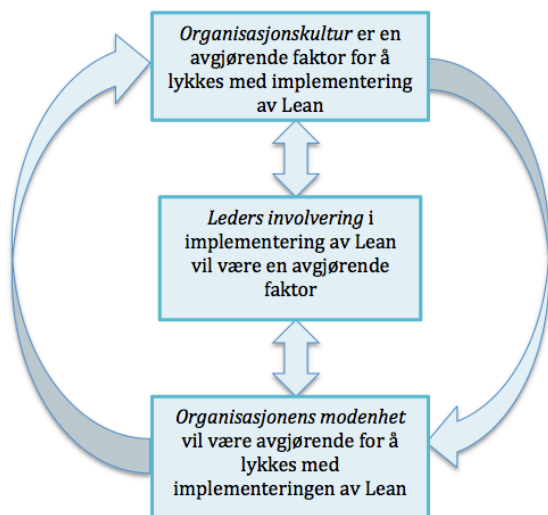 Organisasjonskultur er en
avgjørende faktor for å
lykkes med implementering
av Lean
Leders involvering i
implementering av Lean
vil være en avgjørende
faktor
Organisasjonens modenhet
vil være avgjørende for å
lykkes med
implementeringen av Lean